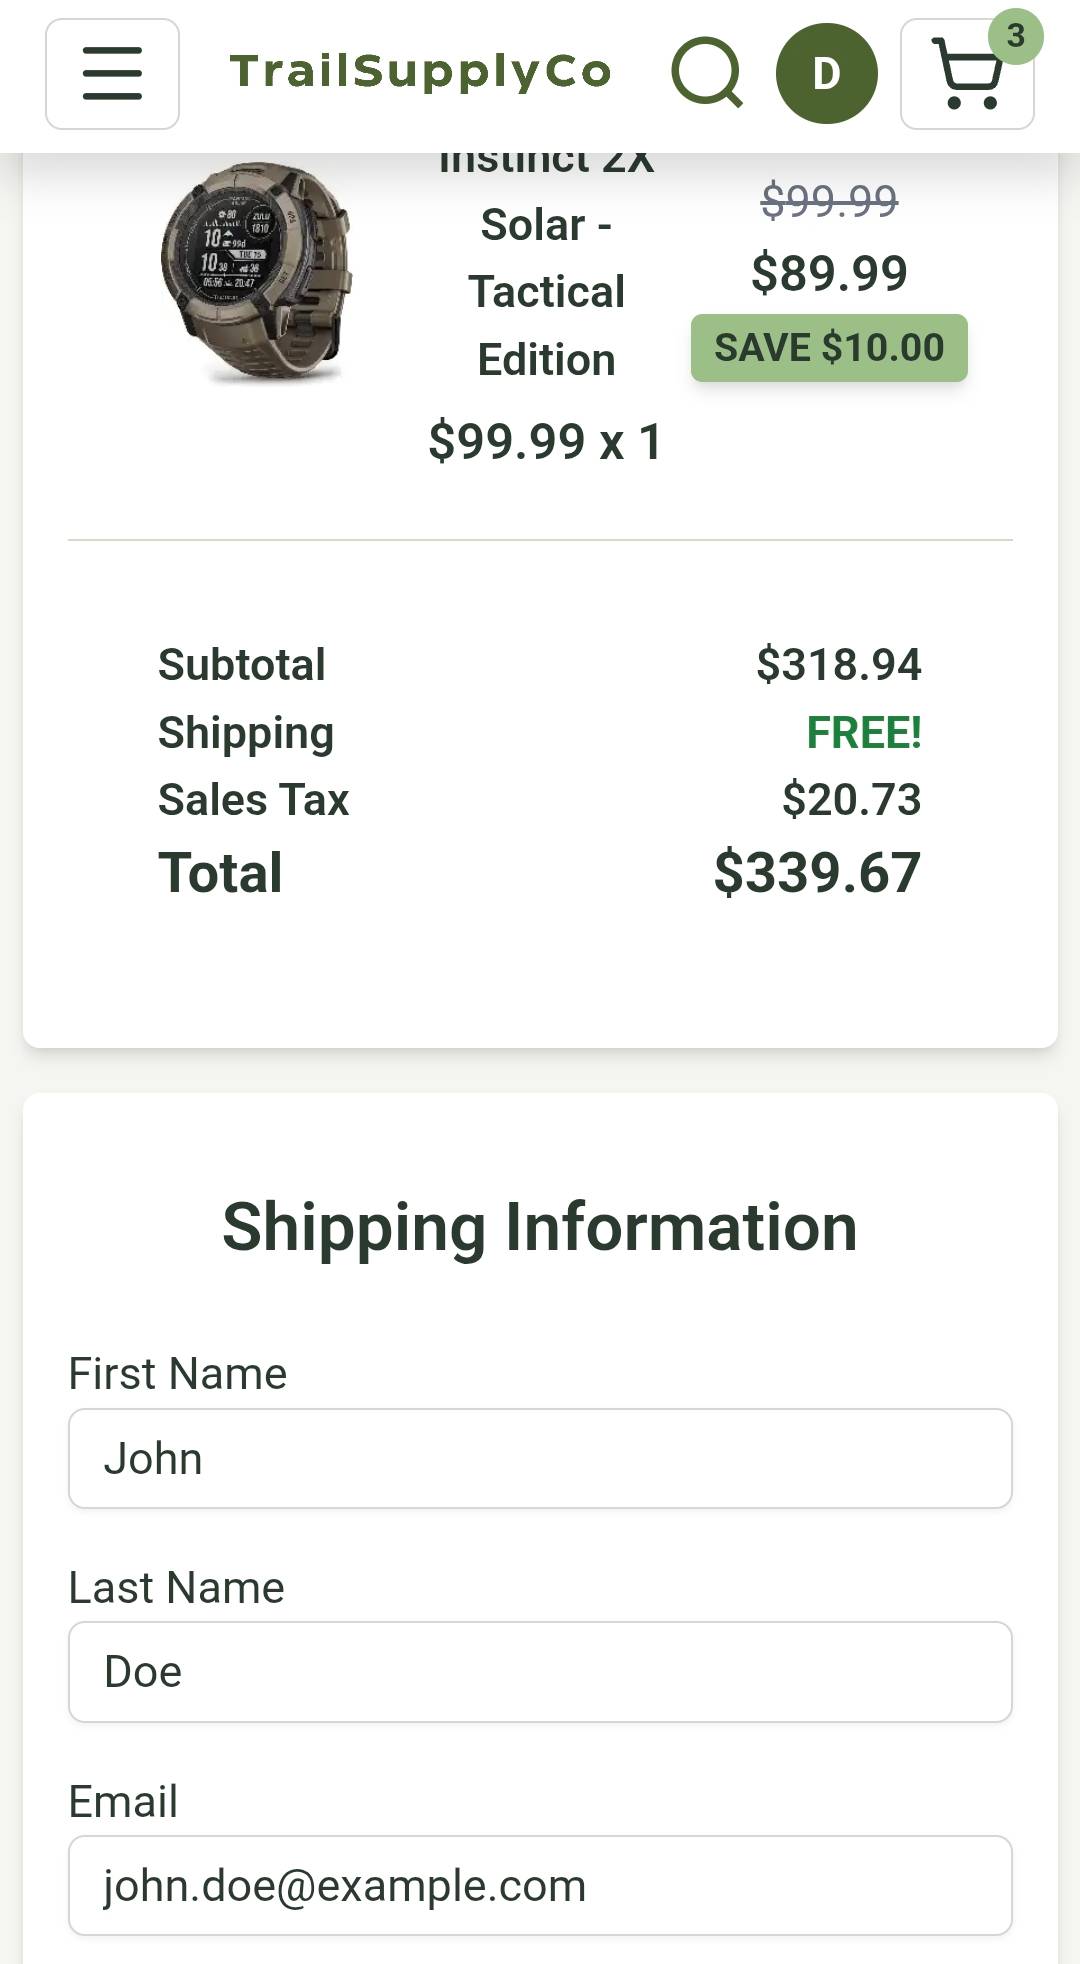 TrailSupplyCo
D
3
Instinct 2X
Solar -
Tactical
Edition
$99.99 x 1
$99.99
$89.99
SAVE $10.00
Subtotal $318.94
Shipping FREE!
Sales Tax $20.73
Total $339.67
Shipping Information
First Name
John
Last Name
Doe
Email
john.doe@example.com